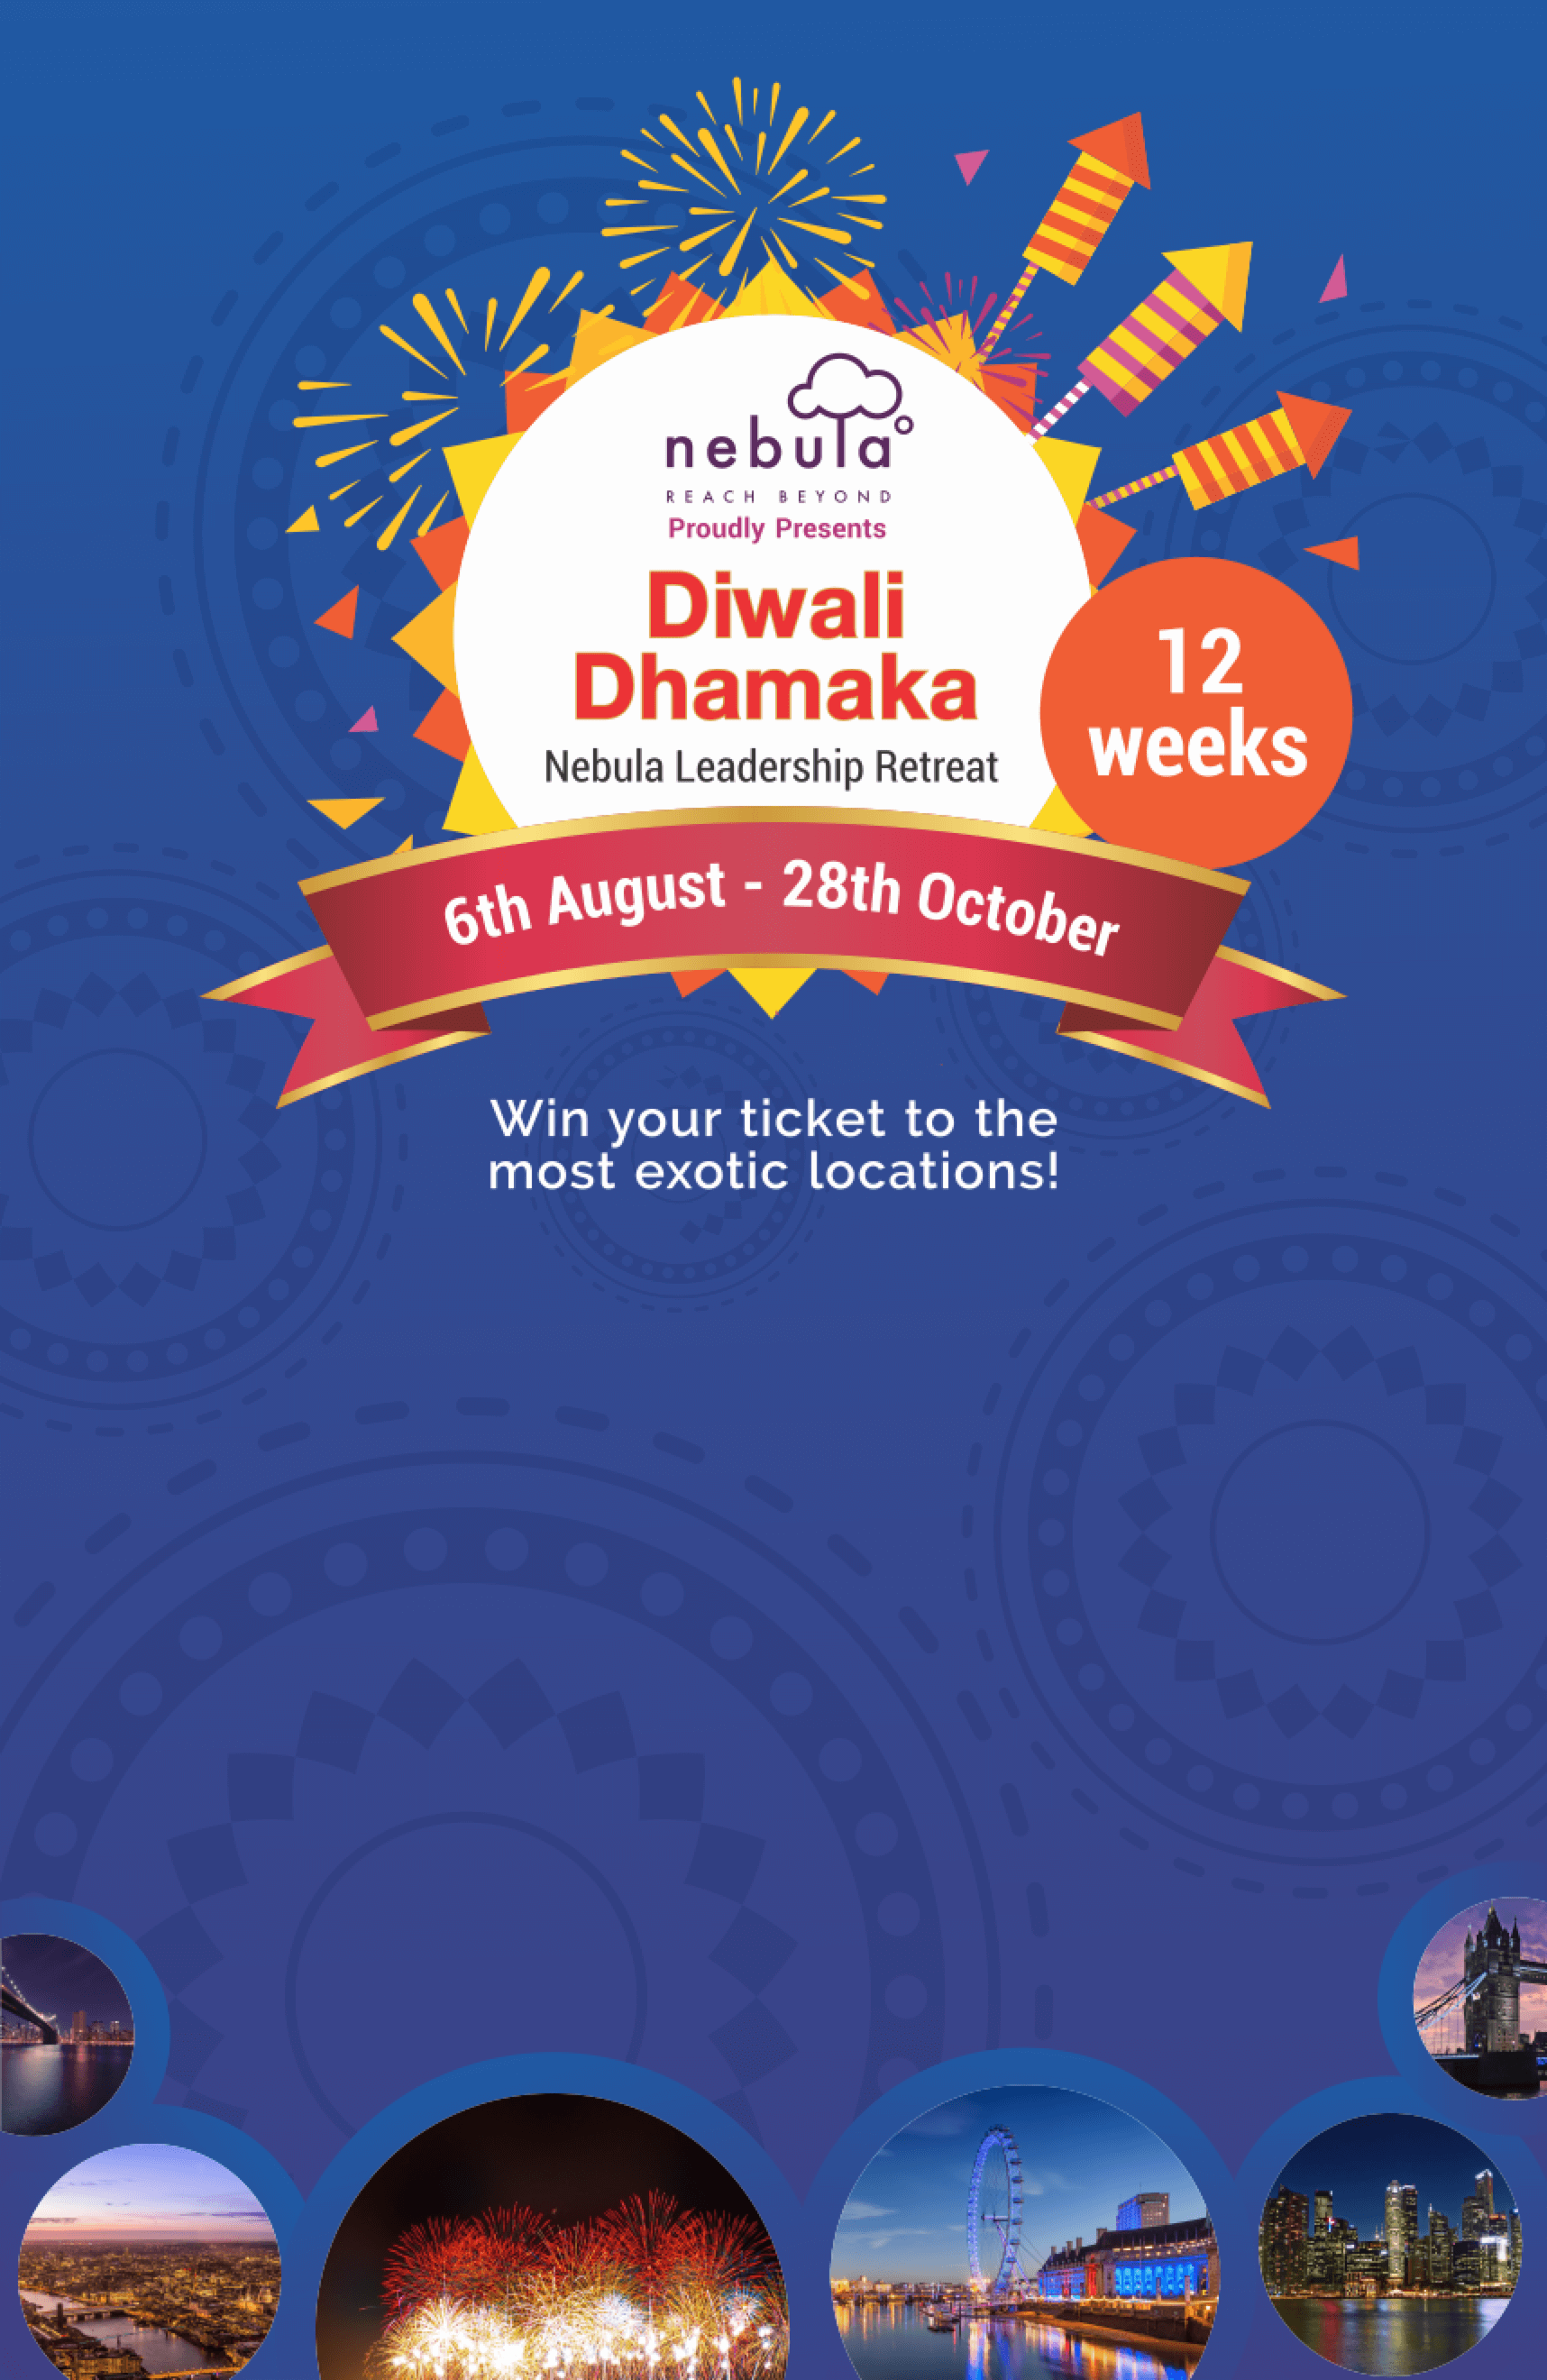 nebula
REACH BEYOND
Proudly Presents
Diwali
Dhamaka
Nebula Leadership Retreat
12
weeks
6th August - 28th October
Win your ticket to the
most exotic locations!